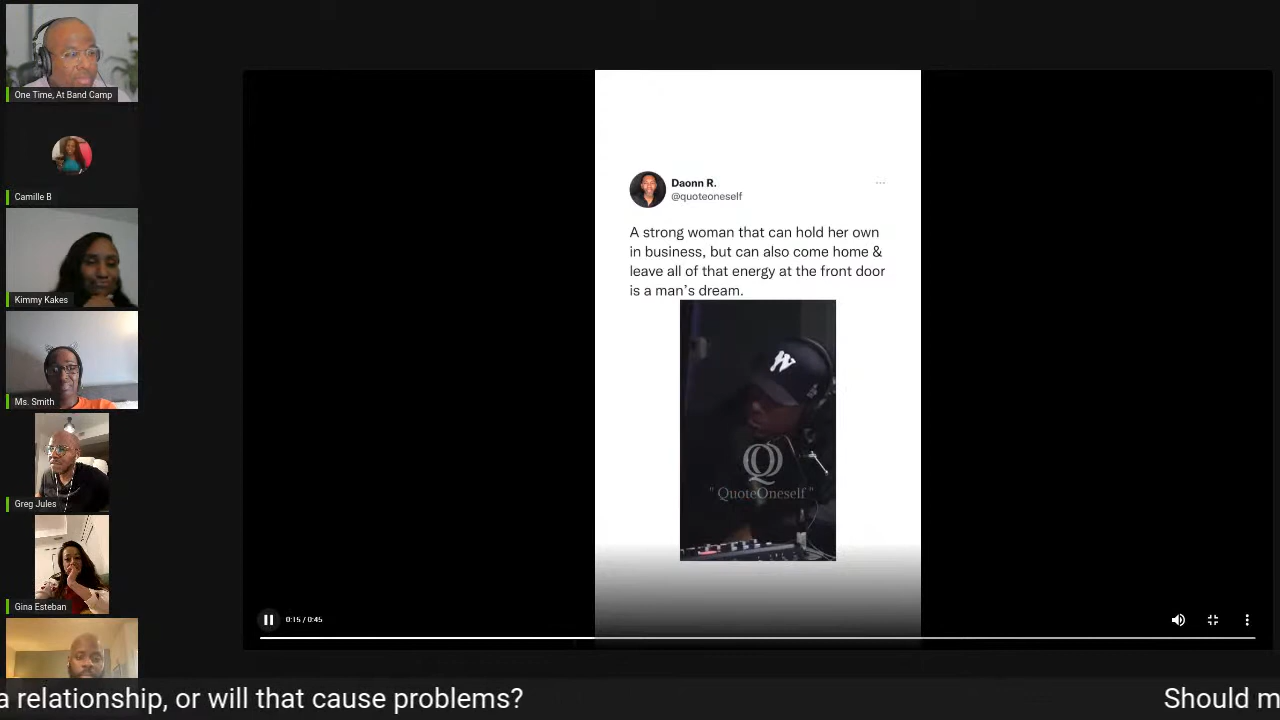 One Time, At Band Camp
Camille B
Kimmy Kakes
Ms. Smith
Greg Jules
Gina Esteban
Daonn R.
@quoteoneself
A strong woman that can hold her own
in business, but can also come home &
leave all of that energy at the front door
is a man's dream.
W
Q
" QuoteOneself "
0:15 / 0:45
a relationship, or will that cause problems?
Should m